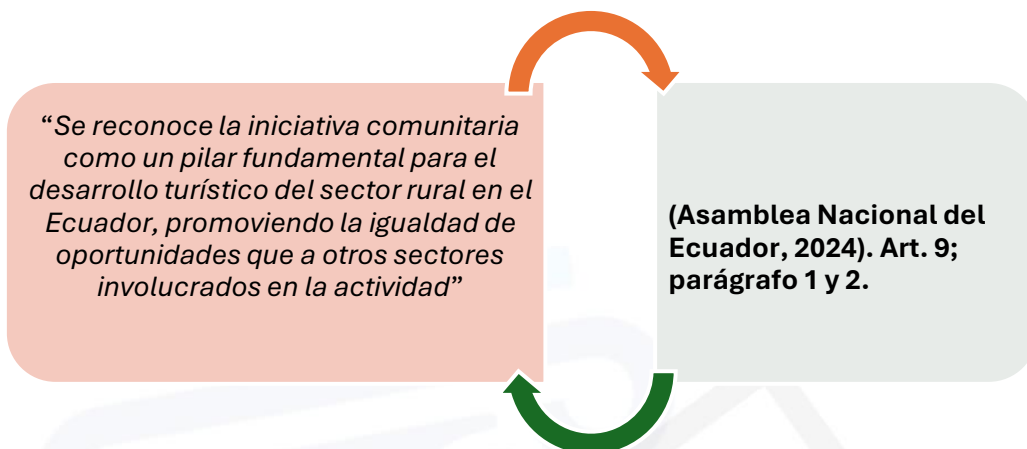 “Se reconoce la iniciativa comunitaria
como un pilar fundamental para el
desarrollo turístico del sector rural en el
Ecuador, promoviendo la igualdad de
oportunidades que a otros sectores
involucrados en la actividad”
(Asamblea Nacional del
Ecuador, 2024). Art. 9;
parágrafo 1 y 2.